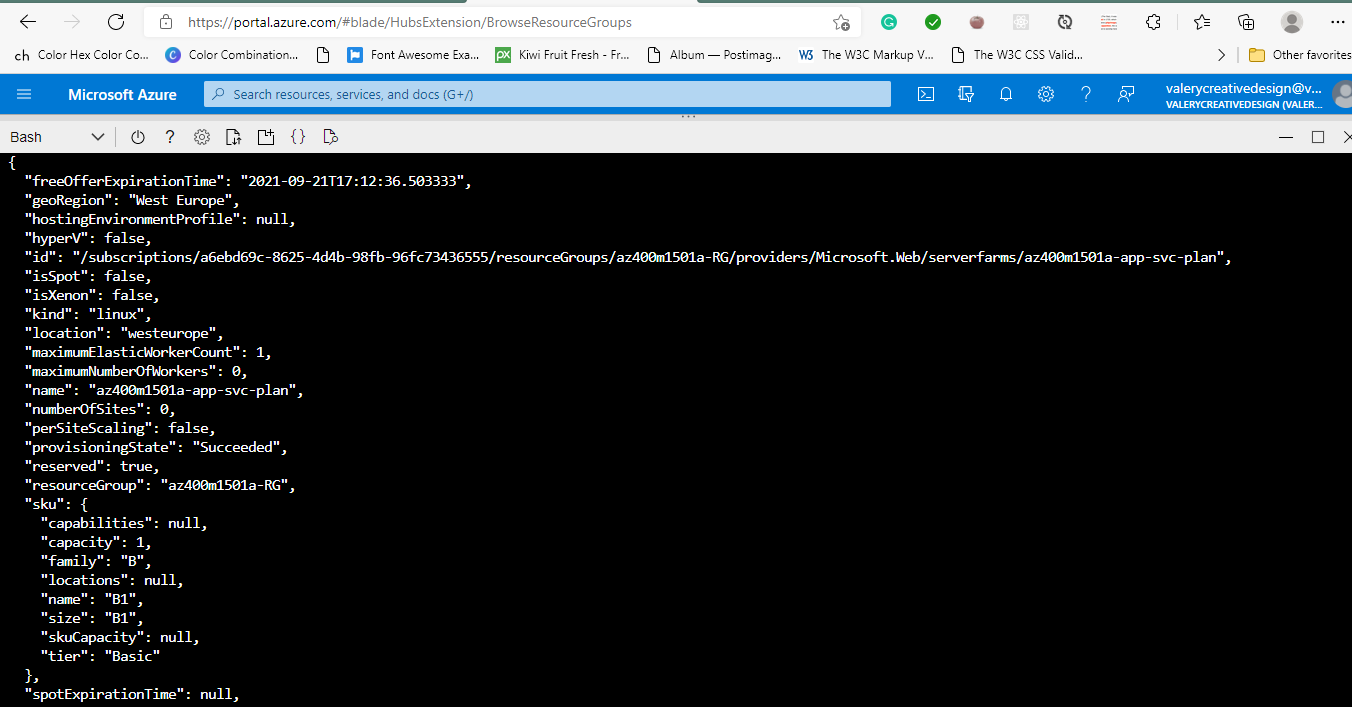 https://portal.azure.com/#blade/HubsExtension/BrowseResourceGroups
ch Color Hex Color Co... Color Combination... Font Awesome Exa... px Kiwi Fruit Fresh - Fr... Album — Postimag... W3 The W3C Markup V... The W3C CSS Valid... Other favorites
Microsoft Azure Search resources, services, and docs (G+/) valerycreativedesign@v...
VALERYCREATIVEDESIGN (VALER...
Bash
{
  "freeOfferExpirationTime": "2021-09-21T17:12:36.503333",
  "geoRegion": "West Europe",
  "hostingEnvironmentProfile": null,
  "hyperV": false,
  "id": "/subscriptions/a6ebd69c-8625-4d4b-98fb-96fc73436555/resourceGroups/az400m1501a-RG/providers/Microsoft.Web/serverfarms/az400m1501a-app-svc-plan",
  "isSpot": false,
  "isXenon": false,
  "kind": "linux",
  "location": "westeurope",
  "maximumElasticWorkerCount": 1,
  "maximumNumberOfWorkers": 0,
  "name": "az400m1501a-app-svc-plan",
  "numberOfSites": 0,
  "perSiteScaling": false,
  "provisioningState": "Succeeded",
  "reserved": true,
  "resourceGroup": "az400m1501a-RG",
  "sku": {
    "capabilities": null,
    "capacity": 1,
    "family": "B",
    "locations": null,
    "name": "B1",
    "size": "B1",
    "skuCapacity": null,
    "tier": "Basic"
  },
  "spotExpirationTime": null,